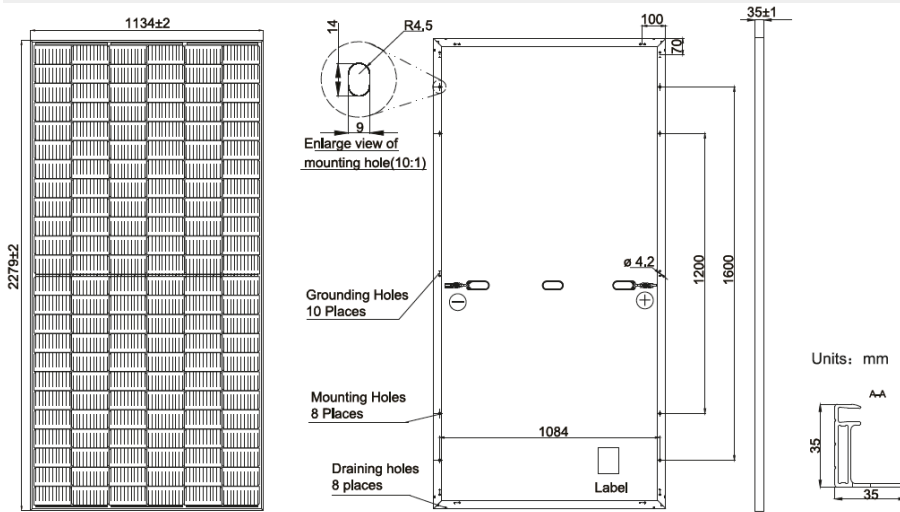 1134±2
2279±2
14
R4,5
9
Enlarge view of
mounting hole(10:1)
Grounding Holes
10 Places
Mounting Holes
8 Places
Draining holes
8 places
100
70
ø 4,2
1200
1600
1084
Label
35±1
Units: mm
A-A
35
35